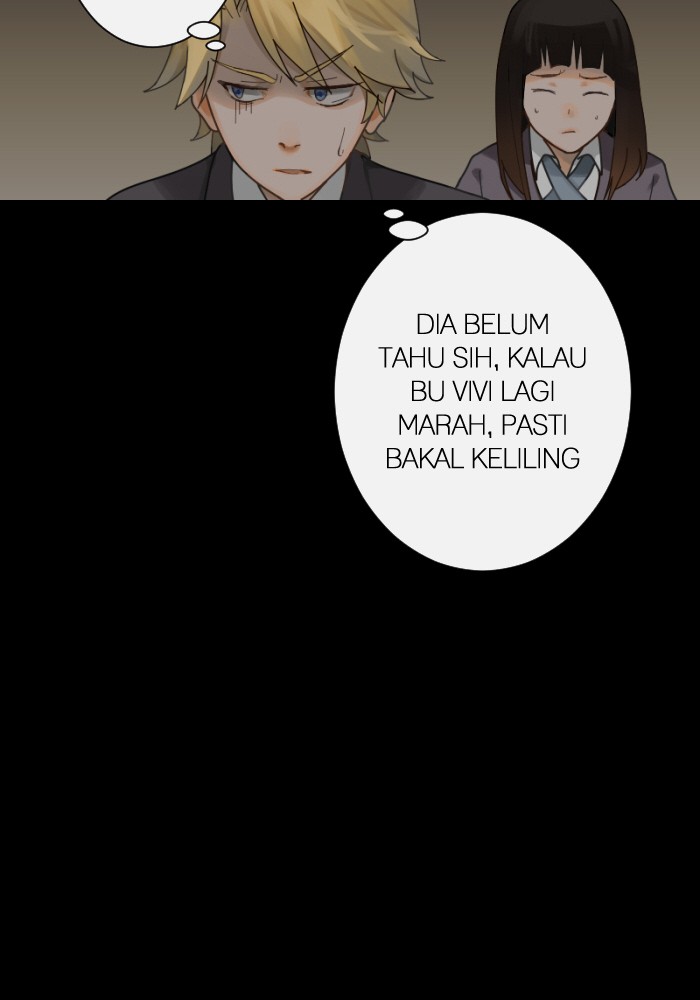 DIA BELUM
TAHU SIH, KALAU
BU VIVI LAGI
MARAH, PASTI
BAKAL KELILING